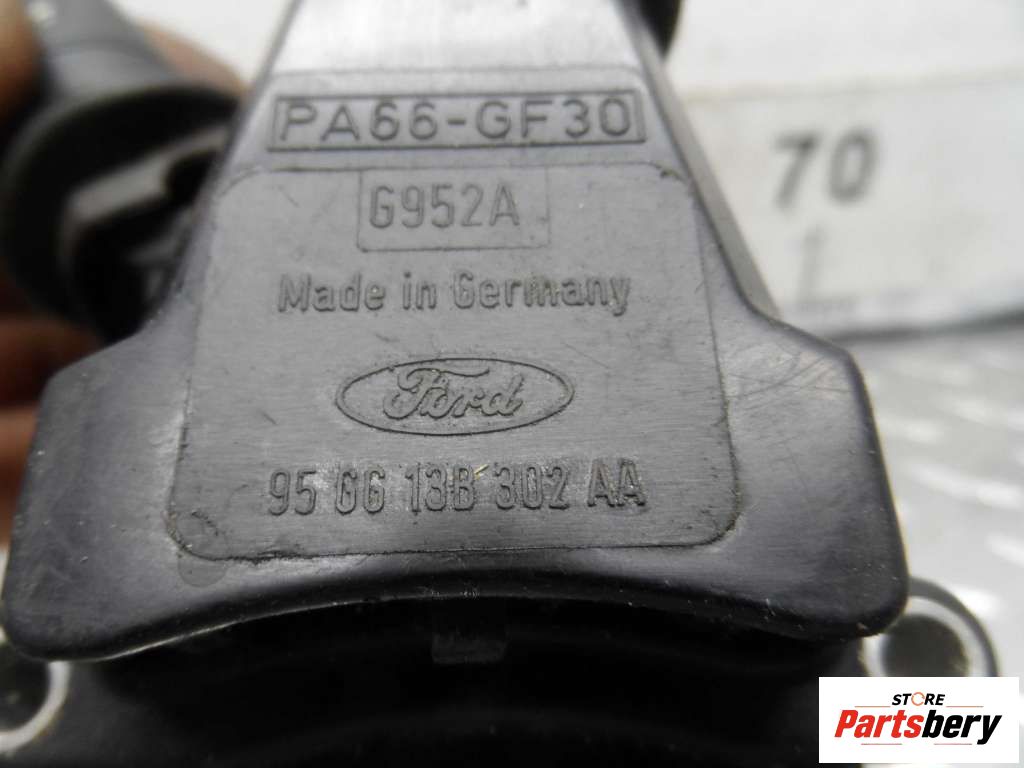 PA66-GF30
G952A
Made in Germany
Ford
95 GG 13B 302 AA
70
STORE
Partsbery